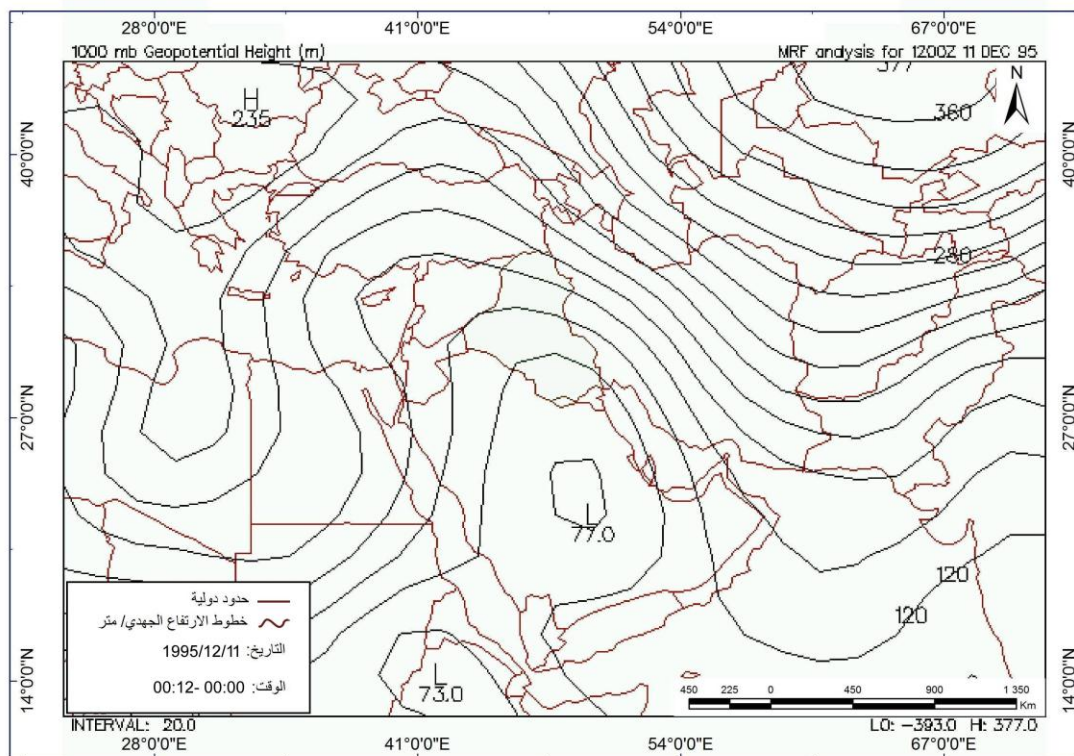 28°0'0"E 41°0'0"E 54°0'0"E 67°0'0"E
1000 mb Geopotential Height (m) MRF analysis for 1200Z 11 DEC 95
N
377
H
235
360
40°0'0"N 40°0'0"N
280
27°0'0"N 27°0'0"N
L
77.0
120
120
حدود دولية
خطوط الارتفاع الجهدي/ متر
التاريخ: 1995/12/11
الوقت: 00:00 -00:12
L
73.0
14°0'0"N 14°0'0"N
450 225 0 450 900 1 350
Km
INTERVAL: 20.0 LO: -393.0 HI: 377.0
28°0'0"E 41°0'0"E 54°0'0"E 67°0'0"E